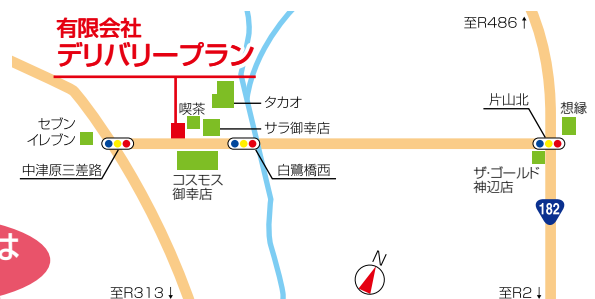 有限会社
デリバリープラン
至R486↑
片山北
想縁
タカオ
喫茶
サラ御幸店
セブン
イレブン
中津原三差路
コスモス
御幸店
白鷺橋西
ザ・ゴールド
神辺店
182
は
N
至R313↓
至R2↓